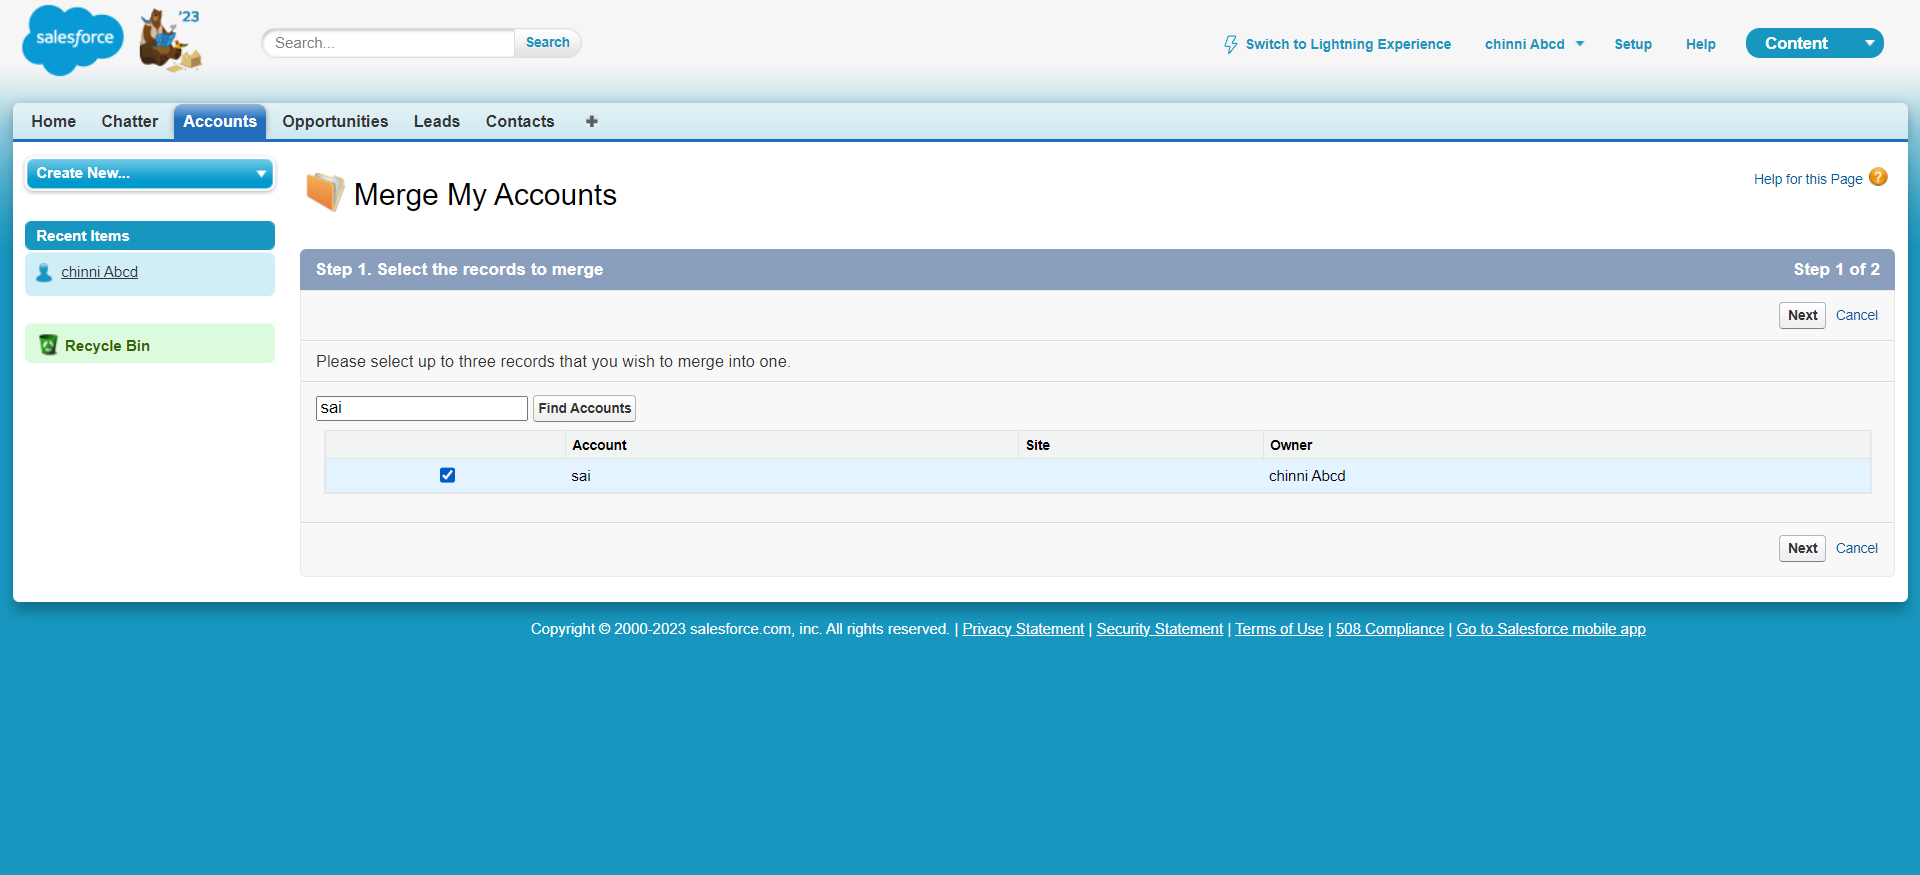 salesforce
'23
Search...
Search
Switch to Lightning Experience
chinni Abcd
Setup
Help
Content
Home
Chatter
Accounts
Opportunities
Leads
Contacts
+
Create New...
Recent Items
chinni Abcd
Recycle Bin
Merge My Accounts
Help for this Page ?
Step 1. Select the records to merge
Step 1 of 2
Next
Cancel
Please select up to three records that you wish to merge into one.
sai
Find Accounts
Account
Site
Owner
sai
chinni Abcd
Next
Cancel
Copyright © 2000-2023 salesforce.com, inc. All rights reserved. | Privacy Statement | Security Statement | Terms of Use | 508 Compliance | Go to Salesforce mobile app